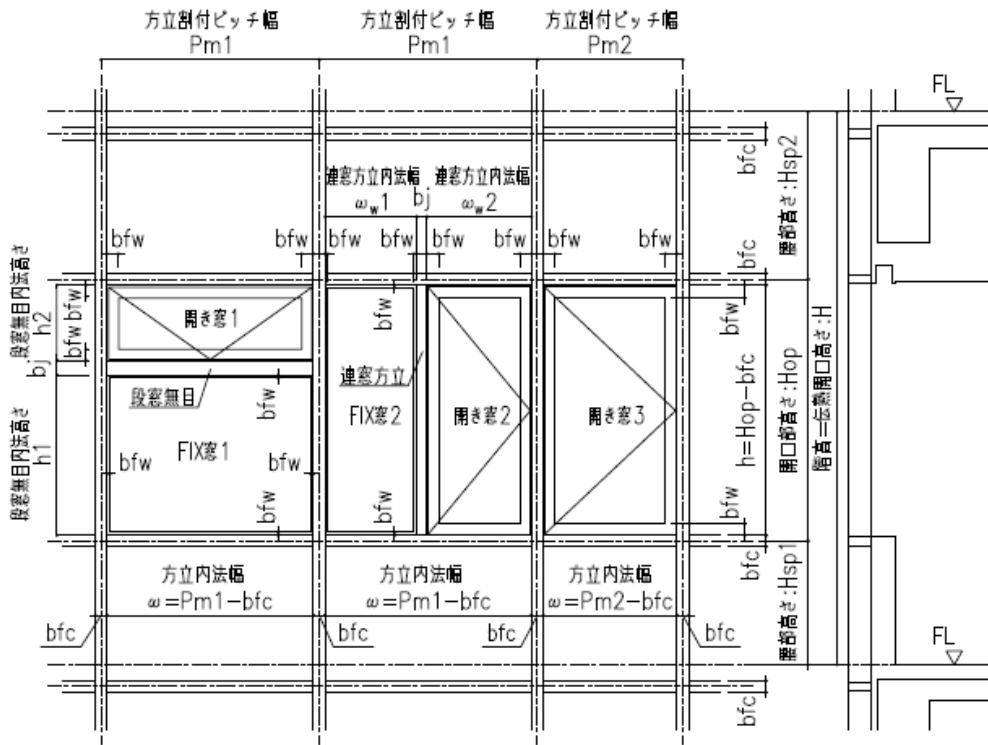 方立割付ピッチ幅
Pm1
方立割付ピッチ幅
Pm1
方立割付ピッチ幅
Pm2
FL
bfc
腰部高さ:Hsp2
連窓方立内法幅
ωw1
bj
連窓方立内法幅
ωw2
bfw
bfw
bfw
bfw
bfw
bfw
bfw
bfc
段窓無目内法高さ
h2
bfw
bfw
開き窓1
bfw
bfw
bj
段窓無目
連窓方立
FIX窓2
開き窓2
開き窓3
h=Hop-bfc
開口部高さ:Hop
階高=伝熱開口高さ:H
段窓無目内法高さ
h1
bfw
FIX窓1
bfw
bfw
bfw
bfw
bfw
bfc
方立内法幅
ω=Pm1-bfc
方立内法幅
ω=Pm1-bfc
方立内法幅
ω=Pm2-bfc
腰部高さ:Hsp1
bfc
bfc
bfc
bfc
FL
bfc